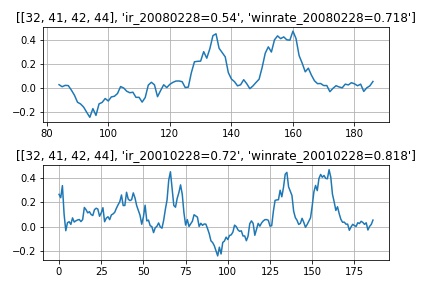 [[32, 41, 42, 44], 'ir_20080228=0.54', 'winrate_20080228=0.718']
0.4
0.2
0.0
−0.2
80 100 120 140 160 180
[[32, 41, 42, 44], 'ir_20010228=0.72', 'winrate_20010228=0.818']
0.4
0.2
0.0
−0.2
0 25 50 75 100 125 150 175